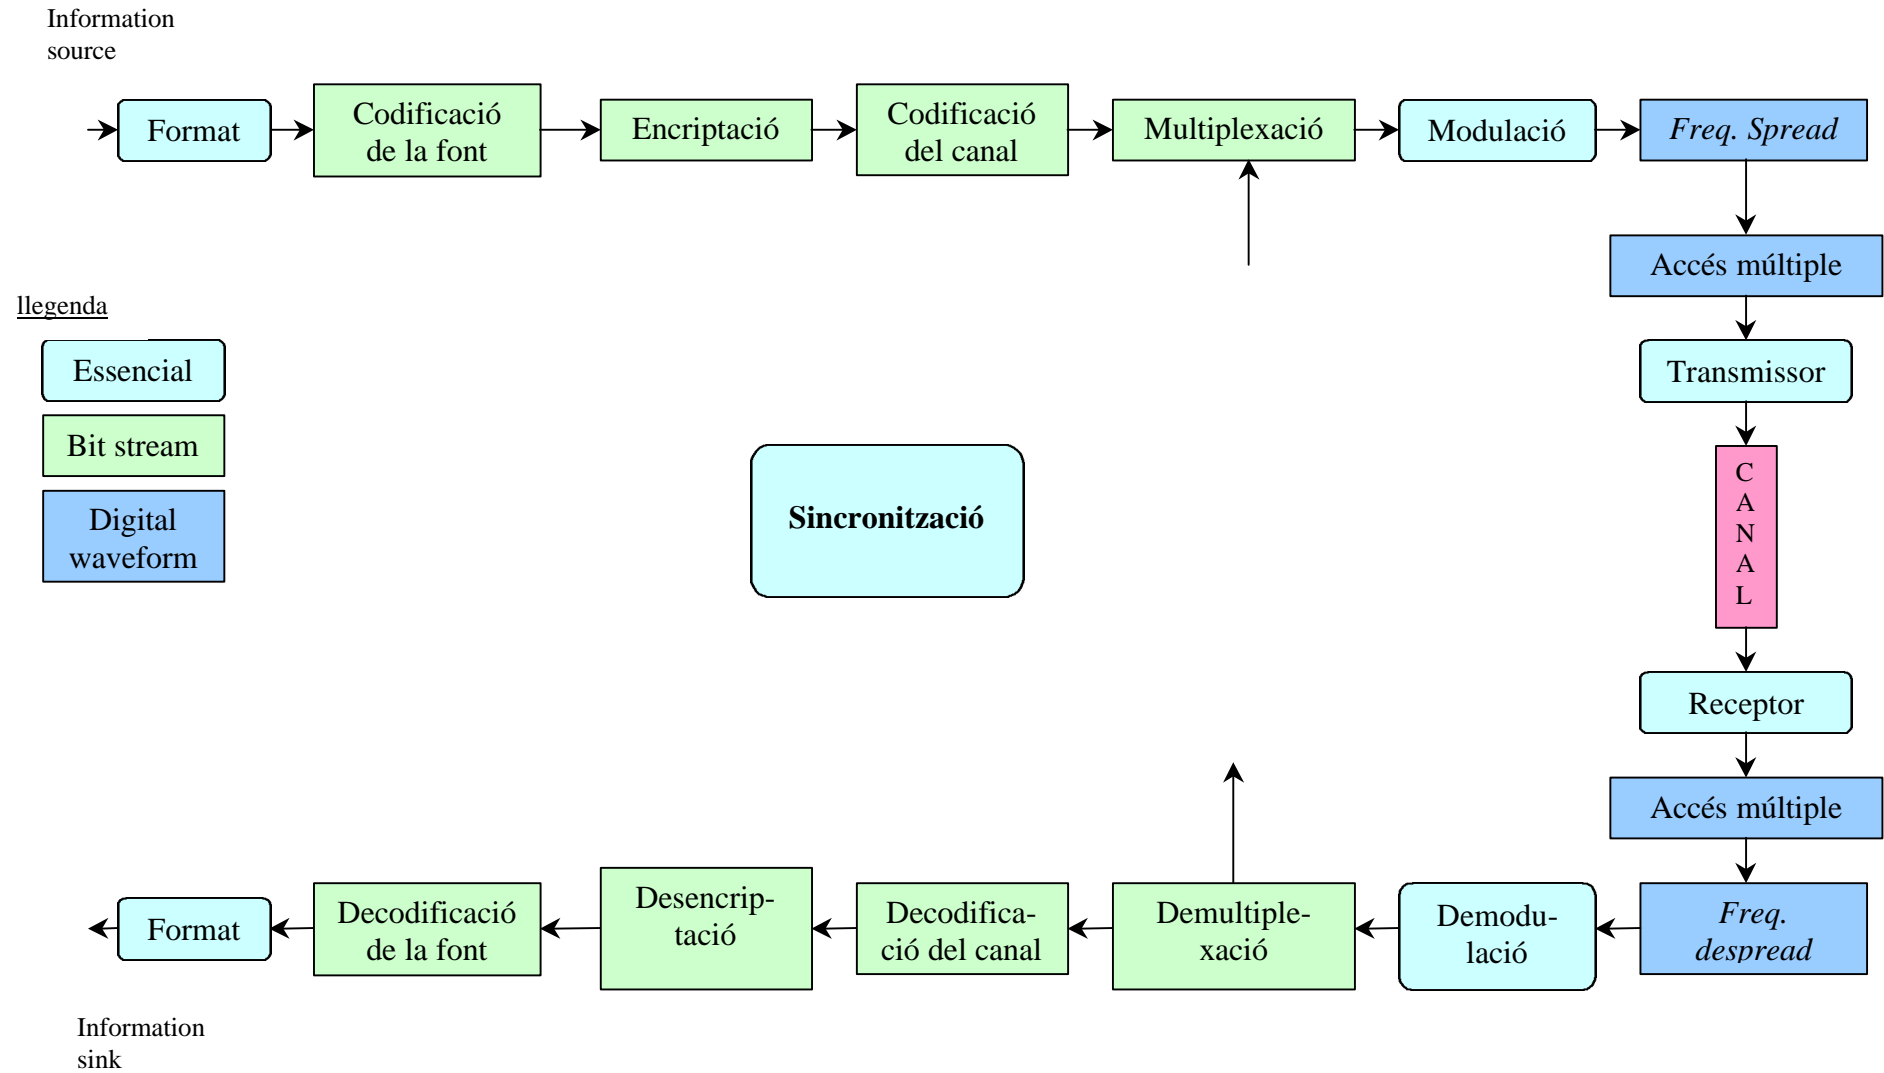 Information
source
Format
Codificació
de la font
Encriptació
Codificació
del canal
Multiplexació
Modulació
Freq. Spread
Accés múltiple
llegenda
Essencial
Bit stream
Digital
waveform
Sincronització
Transmissor
C
A
N
A
L
Receptor
Accés múltiple
Format
Decodificació
de la font
Desencrip-
tació
Decodifica-
ció del canal
Demultiple-
xació
Demodu-
lació
Freq.
despread
Information
sink